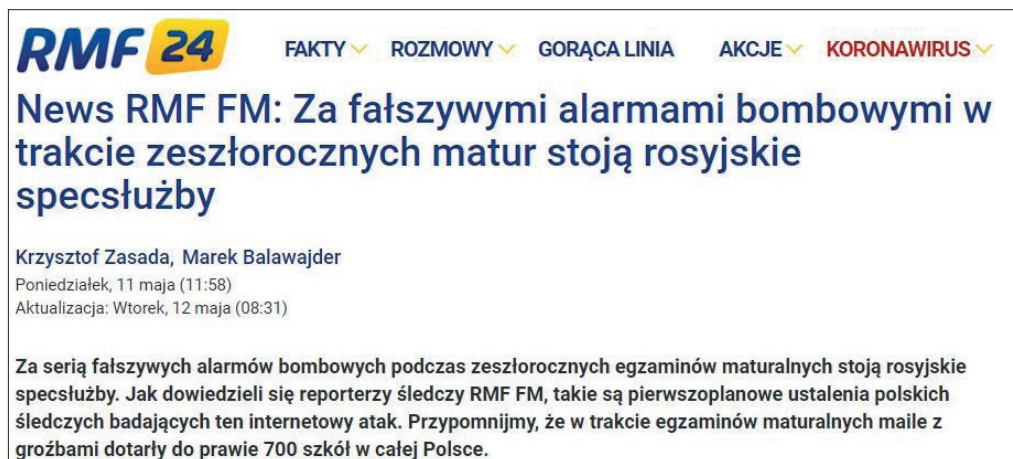 RMF 24 FAKTY ROZMOWY GORĄCA LINIA AKCJE KORONAWIRUS
News RMF FM: Za fałszywymi alarmami bombowymi w
trakcie zeszłorocznych matur stoją rosyjskie
specsłużby
Krzysztof Zasada, Marek Balawajder
Poniedziałek, 11 maja (11:58)
Aktualizacja: Wtorek, 12 maja (08:31)
Za serią fałszywych alarmów bombowych podczas zeszłorocznych egzaminów maturalnych stoją rosyjskie
specsłużby. Jak dowiedzieli się reporterzy śledczy RMF FM, takie są pierwszoplanowe ustalenia polskich
śledczych badających ten internetowy atak. Przypomnijmy, że w trakcie egzaminów maturalnych maile z
groźbami dotarły do prawie 700 szkół w całej Polsce.